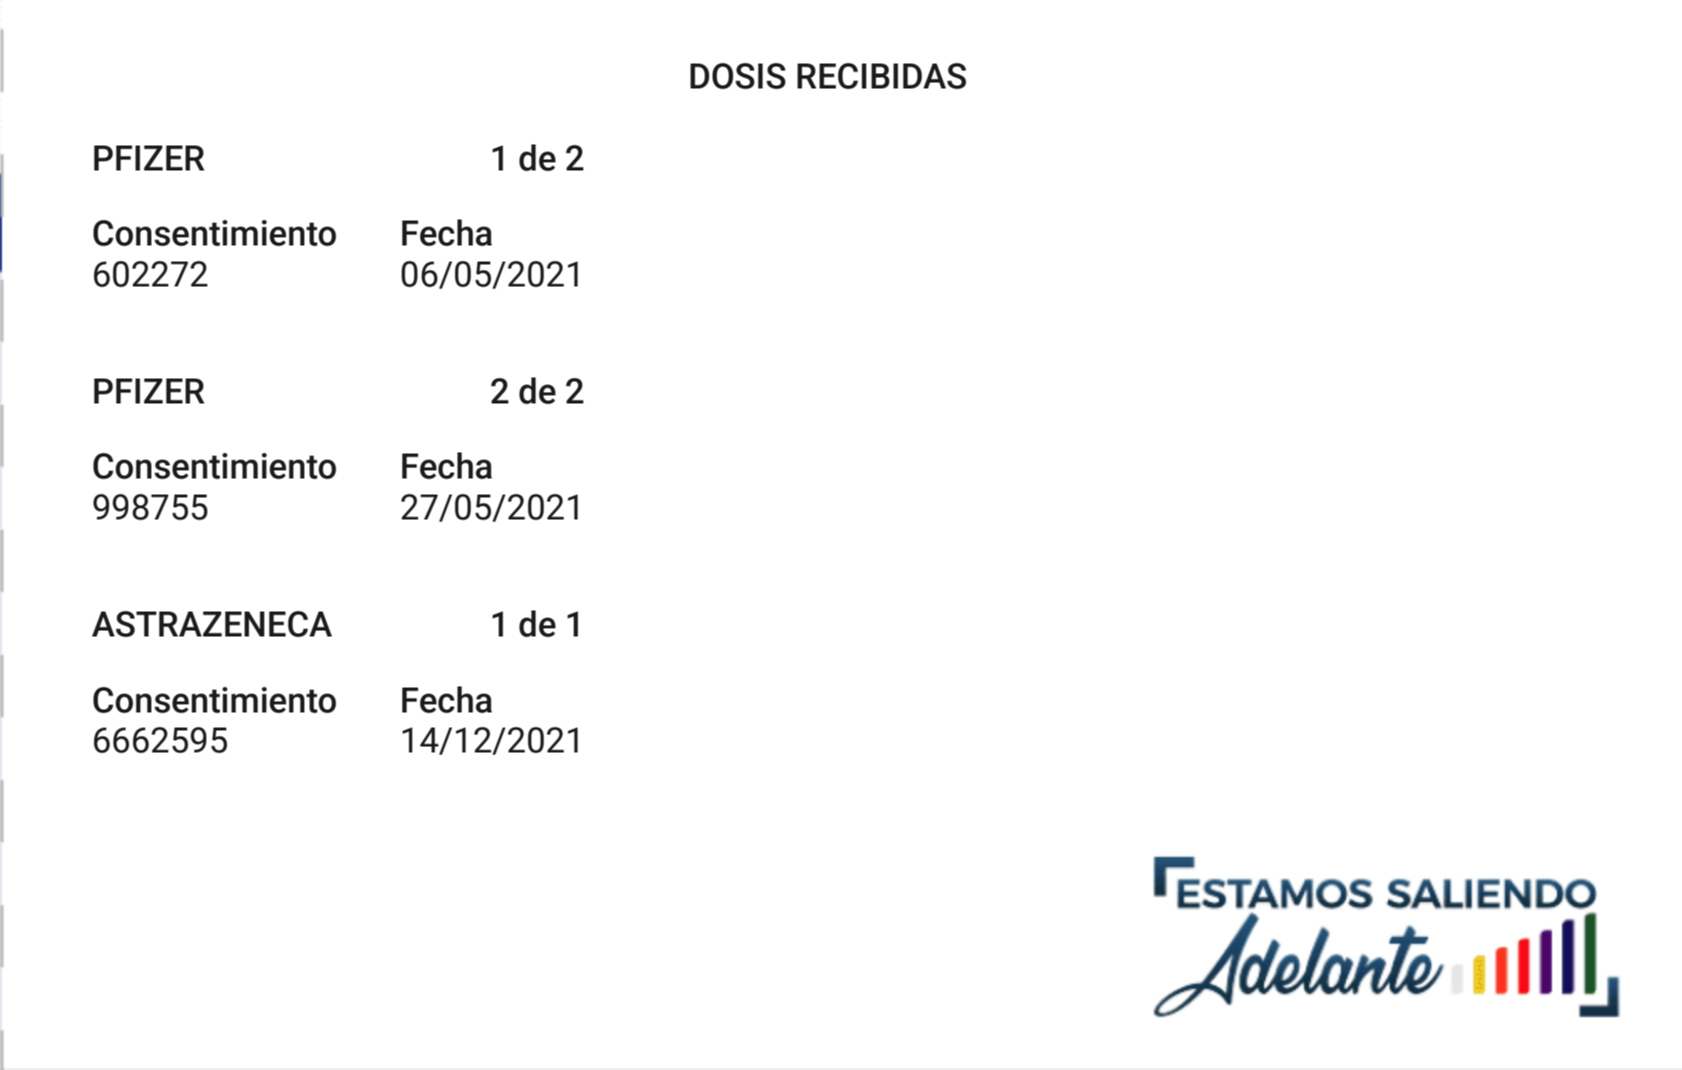 DOSIS RECIBIDAS
PFIZER 1 de 2
Consentimiento Fecha
602272 06/05/2021
PFIZER 2 de 2
Consentimiento Fecha
998755 27/05/2021
ASTRAZENECA 1 de 1
Consentimiento Fecha
6662595 14/12/2021
ESTAMOS SALIENDO
Adelante